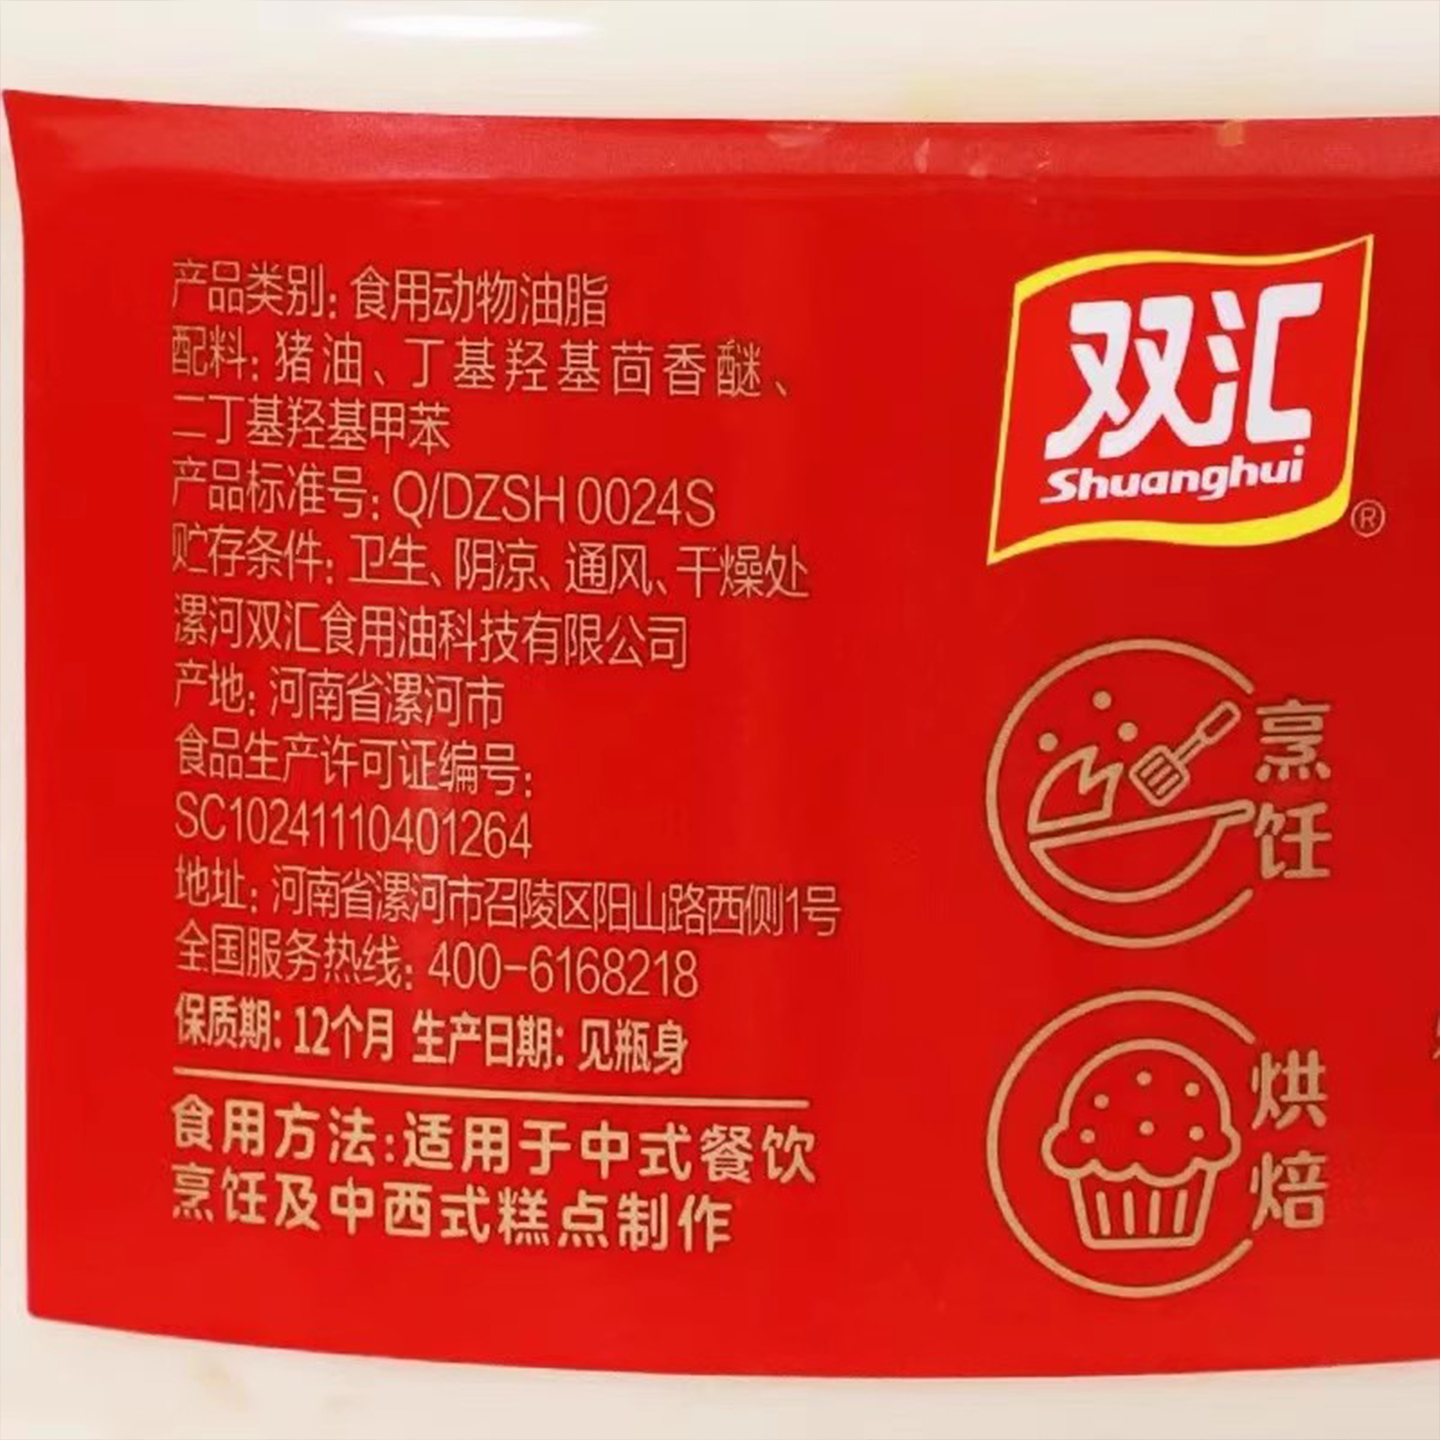 产品类别: 食用动物油脂
配料: 猪油、丁基羟基茴香醚、
二丁基羟基甲苯
产品标准号: Q/DZSH 0024S
贮存条件: 卫生、阴凉、通风、干燥处
漯河双汇食用油科技有限公司
产地: 河南省漯河市
食品生产许可证编号:
SC10241110401264
地址: 河南省漯河市召陵区阳山路西侧1号
全国服务热线: 400-6168218
保质期: 12个月 生产日期: 见瓶身
食用方法:适用于中式餐饮
烹饪及中西式糕点制作
双汇
Shuanghui
®
烹饪
烘焙